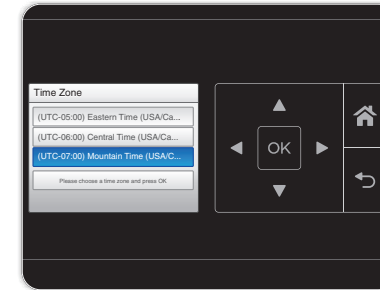 Time Zone
(UTC-05:00) Eastern Time (USA/Ca...
(UTC-06:00) Central Time (USA/Ca...
(UTC-07:00) Mountain Time (USA/C...
Please choose a time zone and press OK
OK